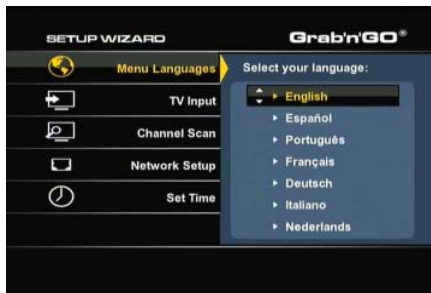 SETUP WIZARD
Grab'n'GO®
Menu Languages
TV Input
Channel Scan
Network Setup
Set Time
Select your language:
English
Español
Português
Français
Deutsch
Italiano
Nederlands